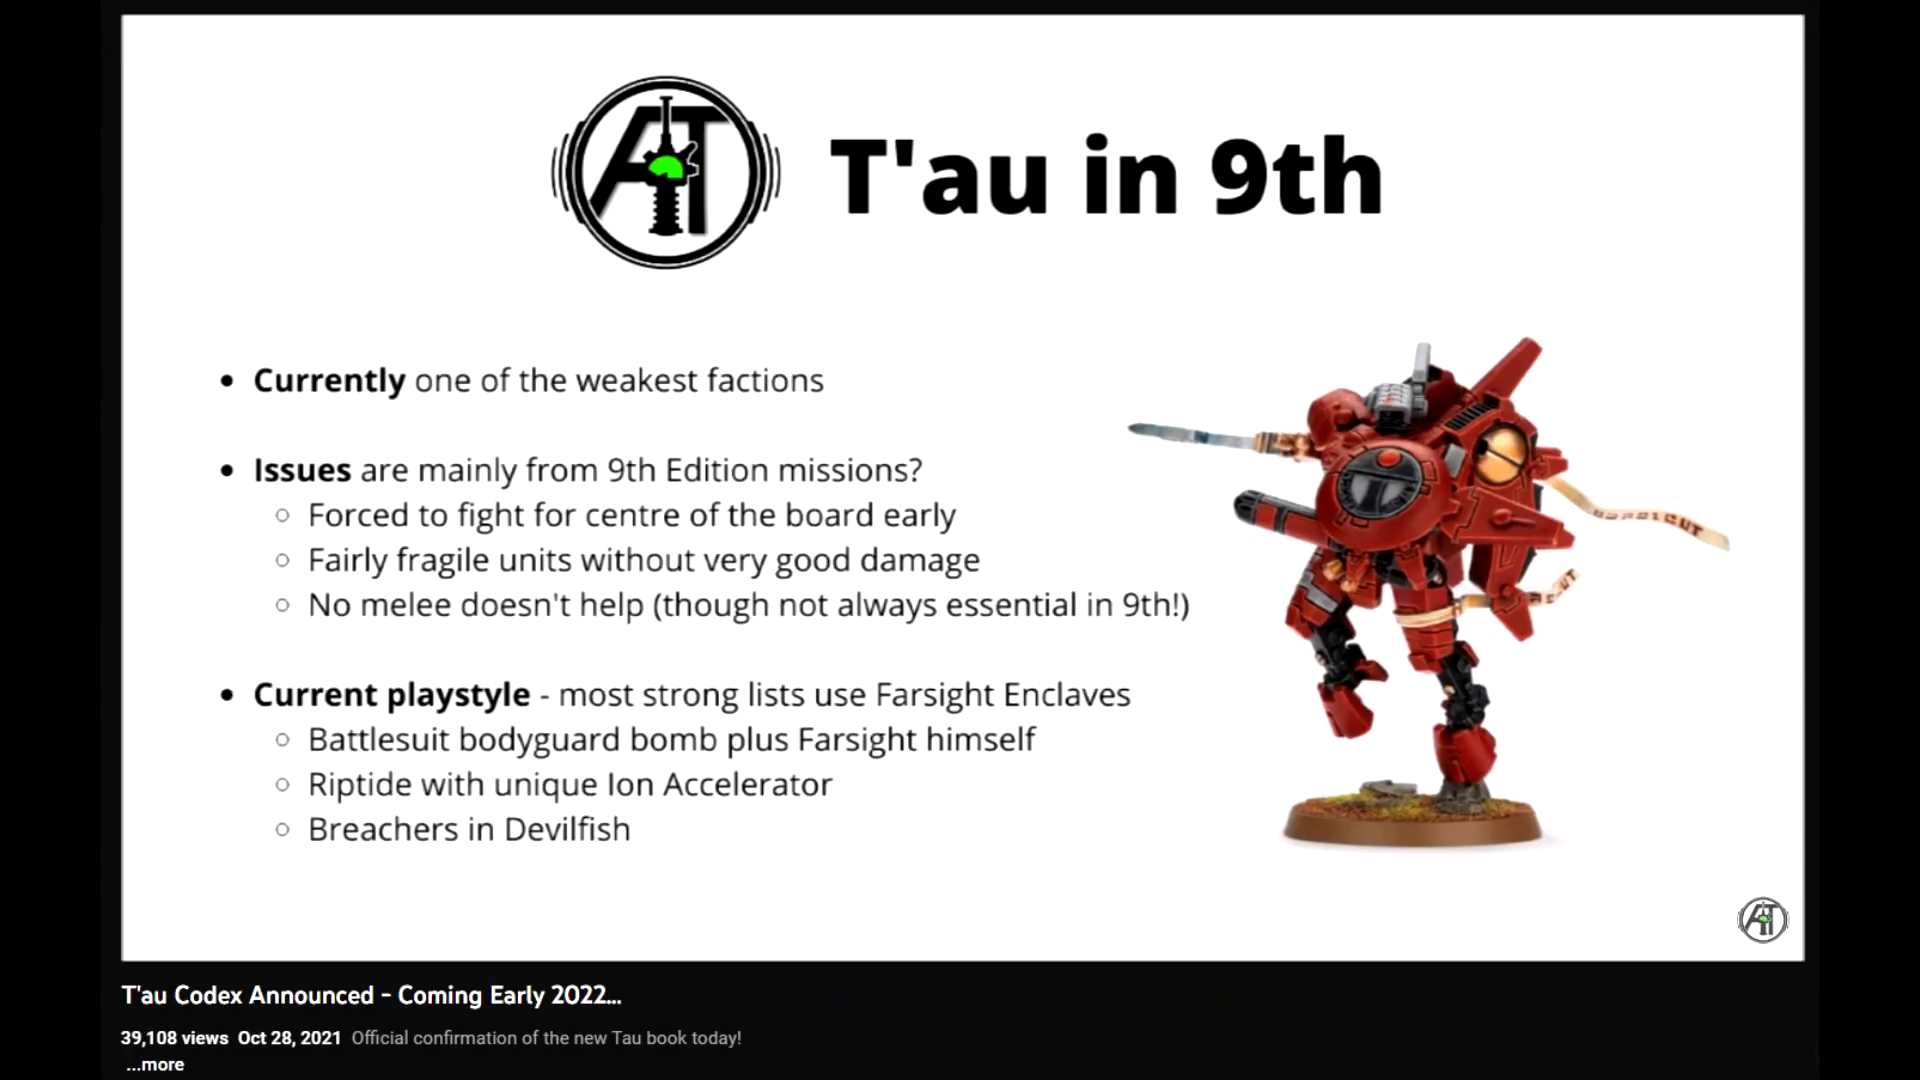 AT
T'au in 9th
• Currently one of the weakest factions
• Issues are mainly from 9th Edition missions?
○ Forced to fight for centre of the board early
○ Fairly fragile units without very good damage
○ No melee doesn't help (though not always essential in 9th!)
• Current playstyle - most strong lists use Farsight Enclaves
○ Battlesuit bodyguard bomb plus Farsight himself
○ Riptide with unique Ion Accelerator
○ Breachers in Devilfish
AT
T'au Codex Announced - Coming Early 2022...
39,108 views Oct 28, 2021 Official confirmation of the new Tau book today!
...more